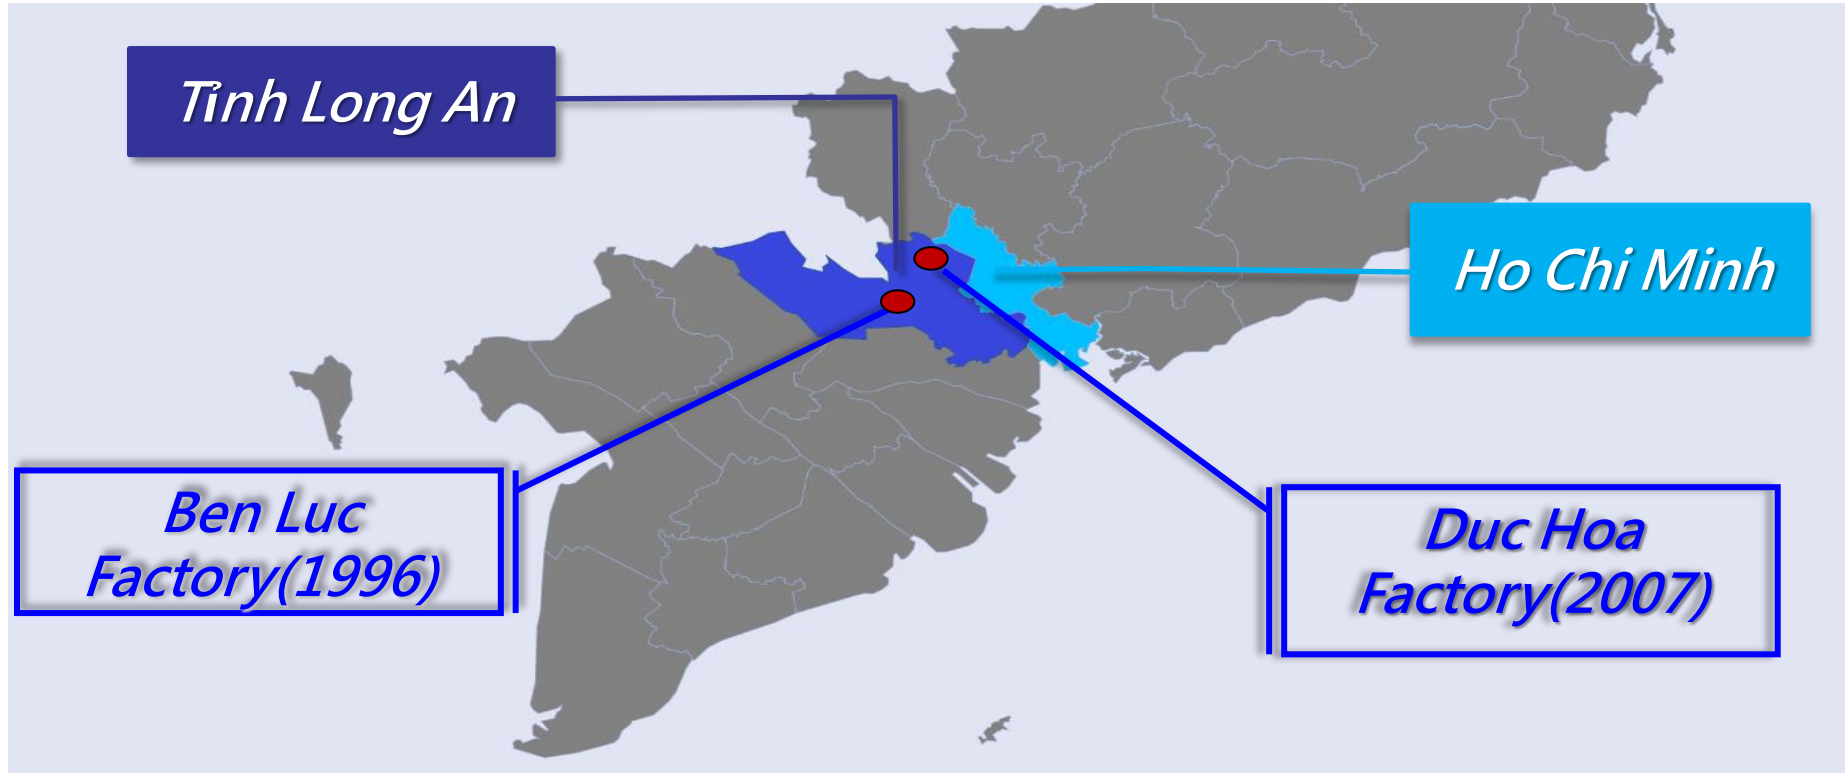 Tỉnh Long An
Ho Chi Minh
Ben Luc
Factory(1996)
Duc Hoa
Factory(2007)